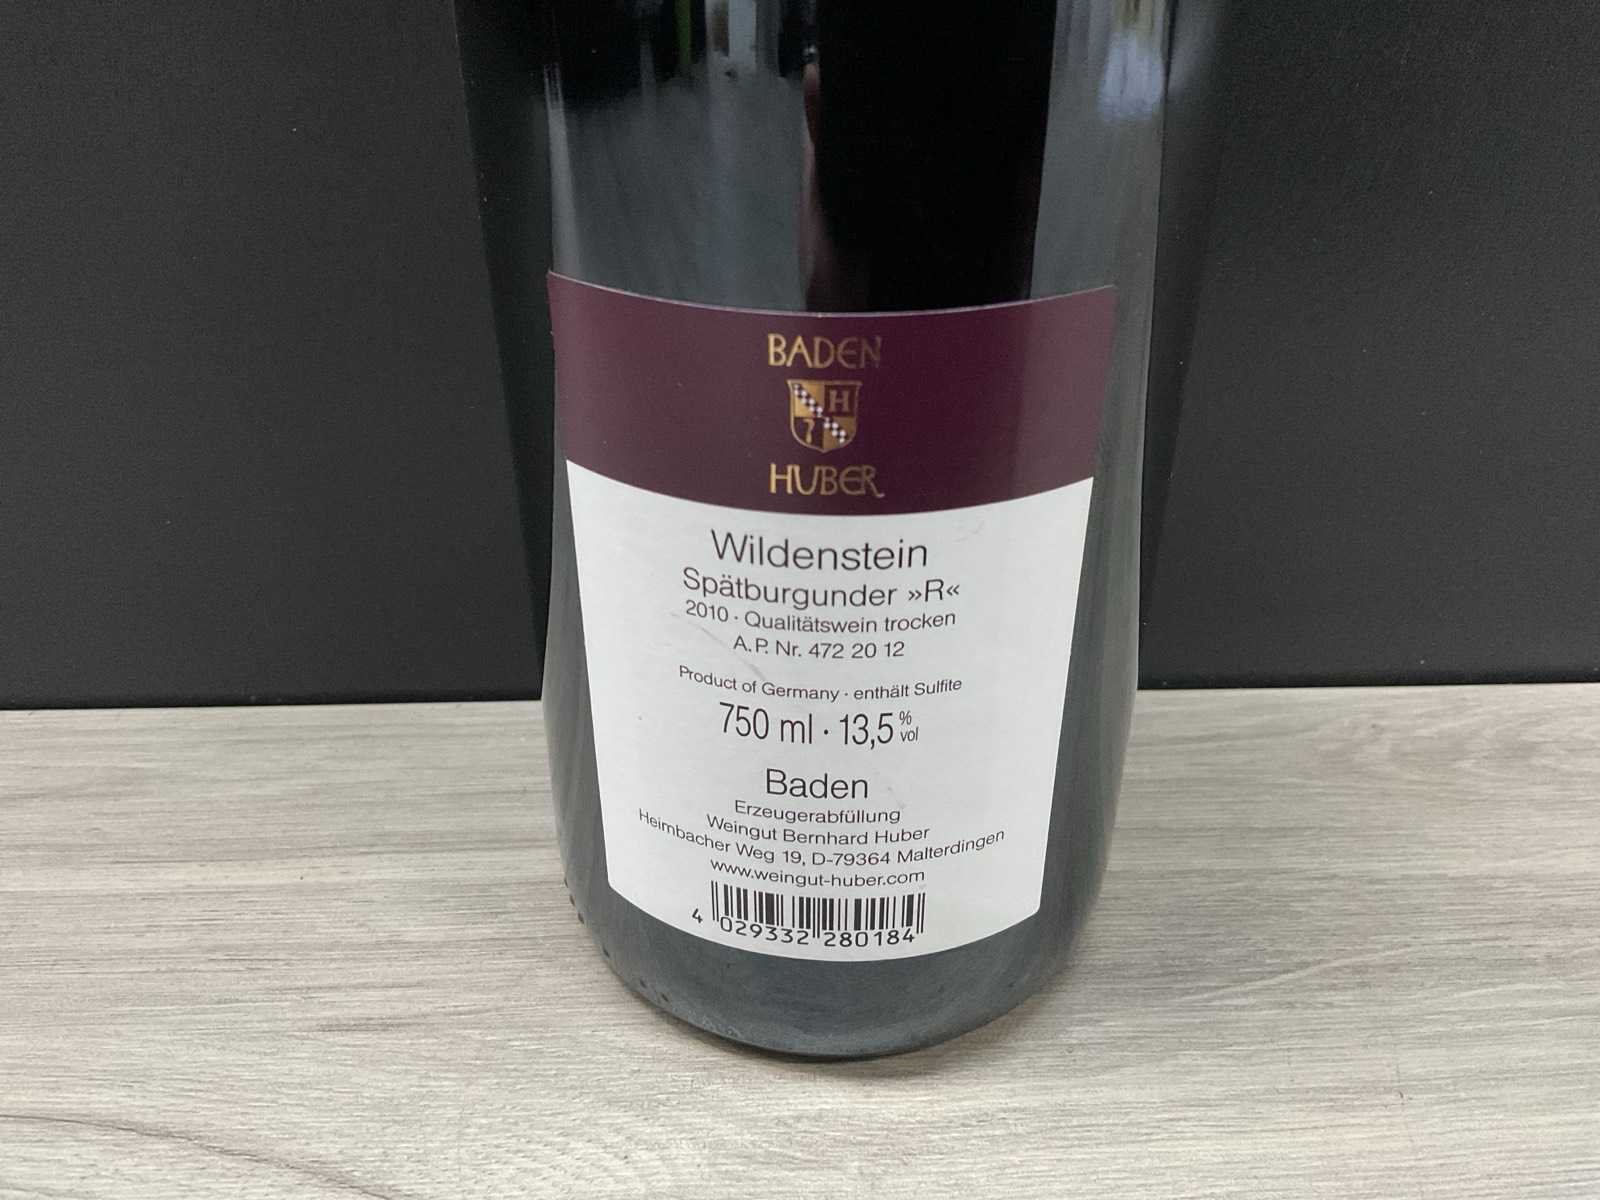 BADEN
H
HUBER
Wildenstein
Spätburgunder »R«
2010 · Qualitätswein trocken
A.P. Nr. 472 20 12
Product of Germany · enthält Sulfite
750 ml · 13,5 % vol
Baden
Erzeugerabfüllung
Weingut Bernhard Huber
Heimbacher Weg 19, D-79364 Malterdingen
www.weingut-huber.com
4 029332 280184